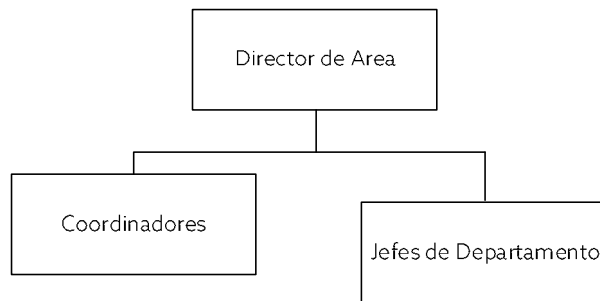 Director de Area
Coordinadores
Jefes de Departamento